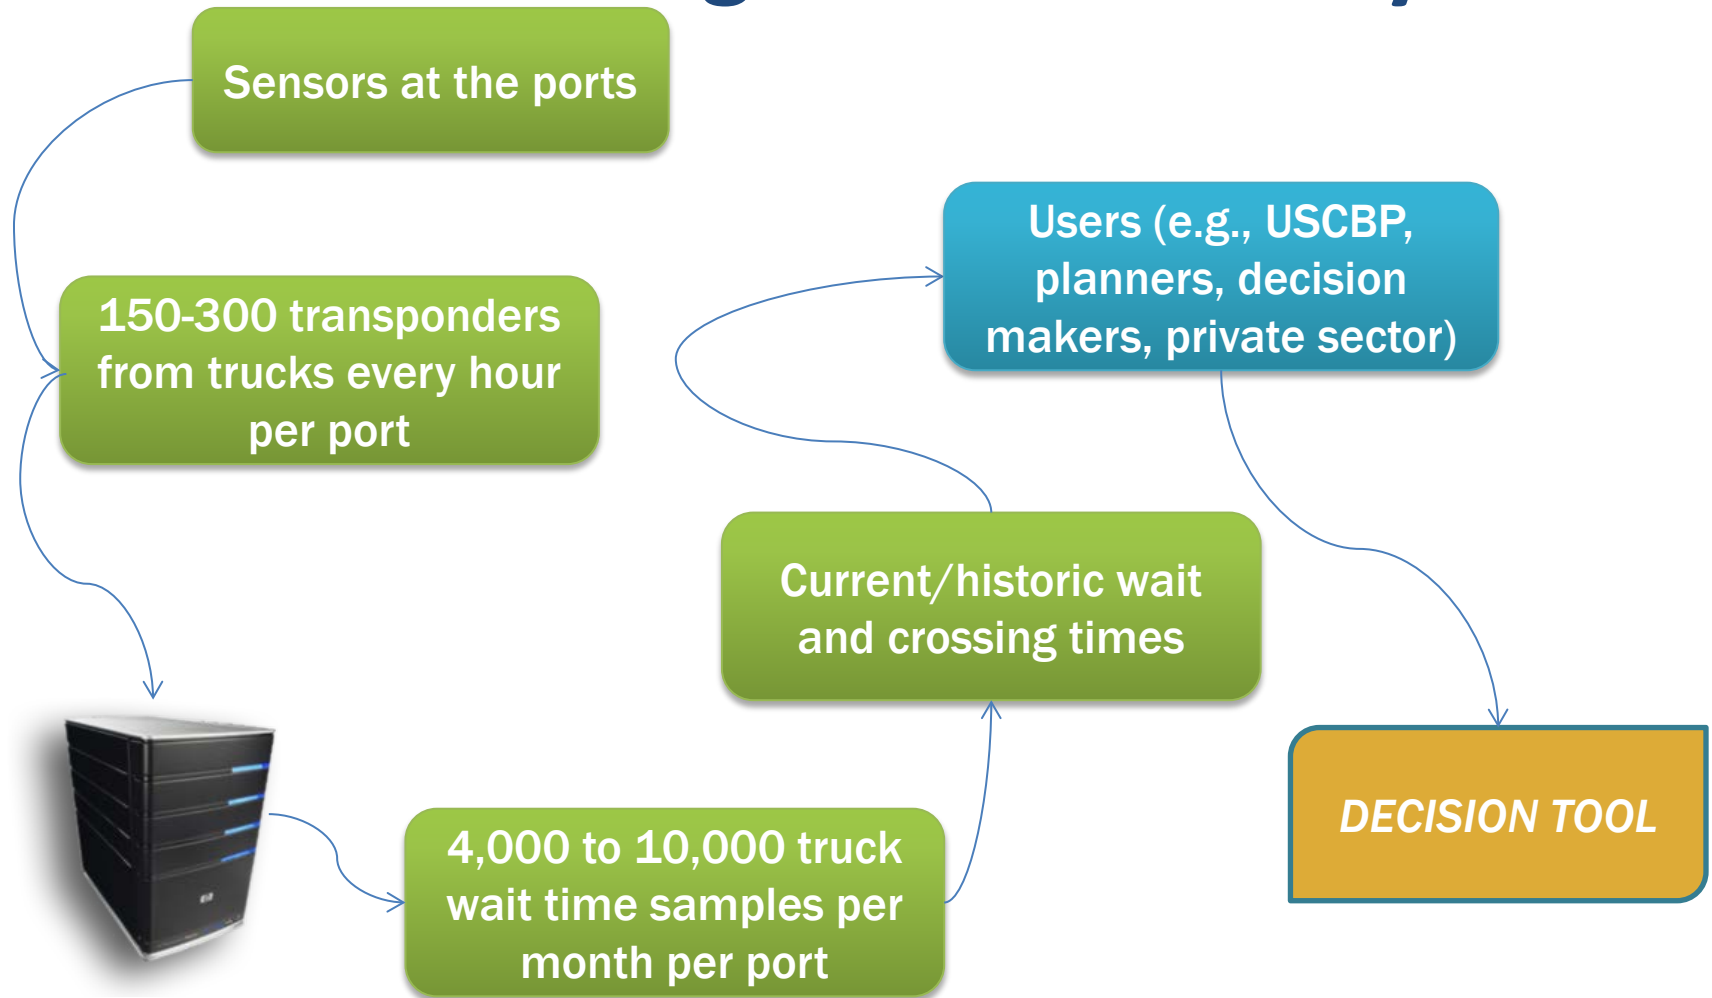 Sensors at the ports
150-300 transponders
from trucks every hour
per port
4,000 to 10,000 truck
wait time samples per
month per port
Current/historic wait
and crossing times
Users (e.g., USCBP,
planners, decision
makers, private sector)
DECISION TOOL